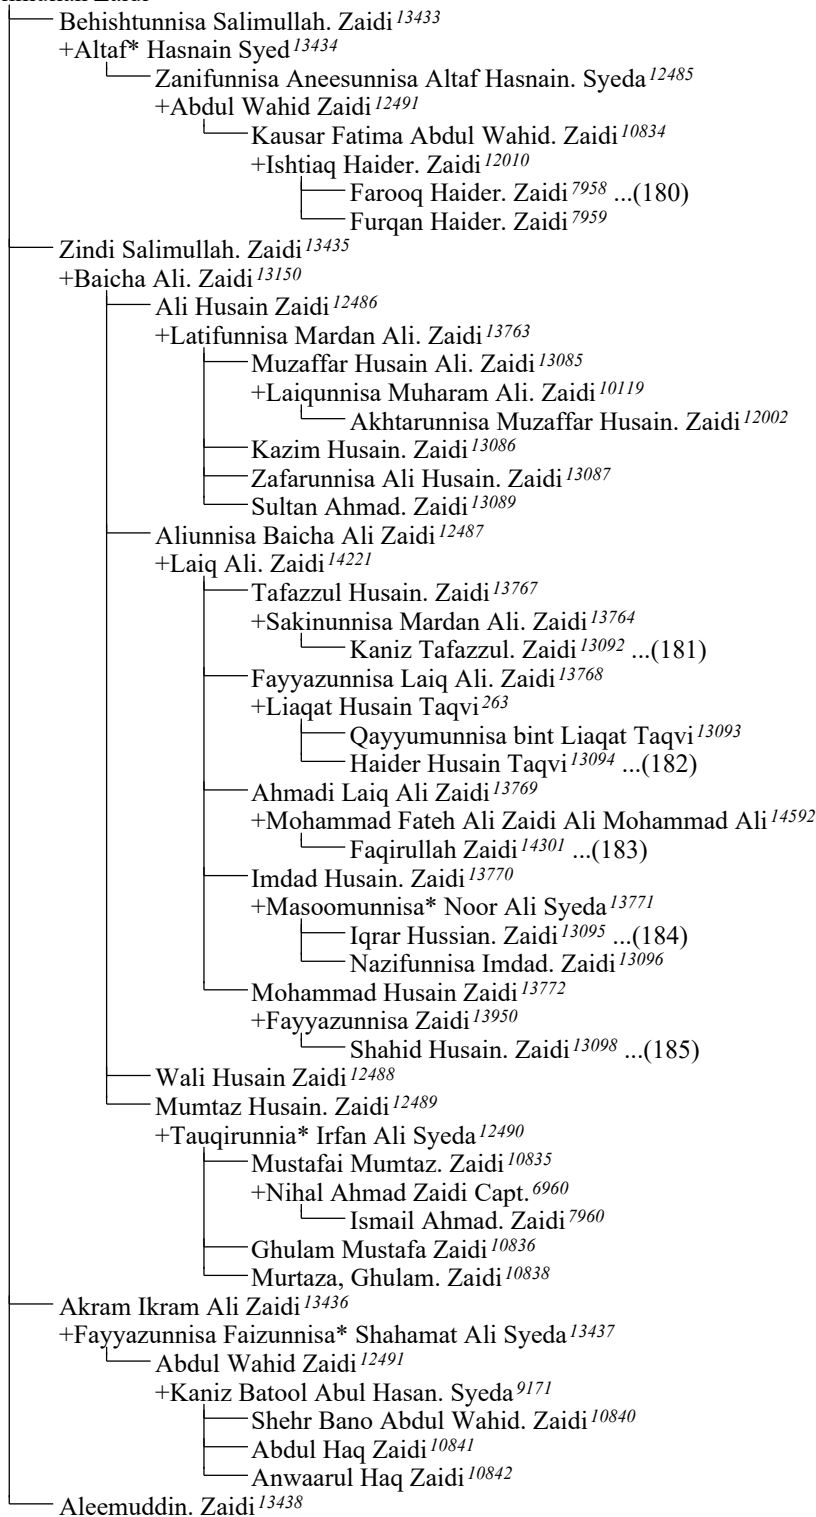 Behishtunnisa Salimullah. Zaidi 13433
+Altaf* Hasnain Syed 13434
Zanifunnisa Aneesunnisa Altaf Hasnain. Syeda 12485
+Abdul Wahid Zaidi 12491
Kausar Fatima Abdul Wahid. Zaidi 10834
+Ishtiaq Haider. Zaidi 12010
Farooq Haider. Zaidi 7958 ...(180)
Furqan Haider. Zaidi 7959
Zindi Salimullah. Zaidi 13435
+Baicha Ali. Zaidi 13150
Ali Husain Zaidi 12486
+Latifunnisa Mardan Ali. Zaidi 13763
Muzaffar Husain Ali. Zaidi 13085
+Laiqunnisa Muharam Ali. Zaidi 10119
Akhtarunnisa Muzaffar Husain. Zaidi 12002
Kazim Husain. Zaidi 13086
Zafarunnisa Ali Husain. Zaidi 13087
Sultan Ahmad. Zaidi 13089
Aliunnisa Baicha Ali Zaidi 12487
+Laiq Ali. Zaidi 14221
Tafazzul Husain. Zaidi 13767
+Sakinunnisa Mardan Ali. Zaidi 13764
Kaniz Tafazzul. Zaidi 13092 ...(181)
Fayyazunnisa Laiq Ali. Zaidi 13768
+Liaqat Husain Taqvi 263
Qayyumunnisa bint Liaqat Taqvi 13093
Haider Husain Taqvi 13094 ...(182)
Ahmadi Laiq Ali Zaidi 13769
+Mohammad Fateh Ali Zaidi Ali Mohammad Ali 14592
Faqirullah Zaidi 14301 ...(183)
Imdad Husain. Zaidi 13770
+Masoomunnisa* Noor Ali Syeda 13771
Iqrar Hussian. Zaidi 13095 ...(184)
Nazifunnisa Imdad. Zaidi 13096
Mohammad Husain Zaidi 13772
+Fayyazunnisa Zaidi 13950
Shahid Husain. Zaidi 13098 ...(185)
Wali Husain Zaidi 12488
Mumtaz Husain. Zaidi 12489
+Tauqirunnia* Irfan Ali Syeda 12490
Mustafai Mumtaz. Zaidi 10835
+Nihal Ahmad Zaidi Capt. 6960
Ismail Ahmad. Zaidi 7960
Ghulam Mustafa Zaidi 10836
Murtaza, Ghulam. Zaidi 10838
Akram Ikram Ali Zaidi 13436
+Fayyazunnisa Faizunnisa* Shahamat Ali Syeda 13437
Abdul Wahid Zaidi 12491
+Kaniz Batool Abul Hasan. Syeda 9171
Shehr Bano Abdul Wahid. Zaidi 10840
Abdul Haq Zaidi 10841
Anwaarul Haq Zaidi 10842
Aleemuddin. Zaidi 13438